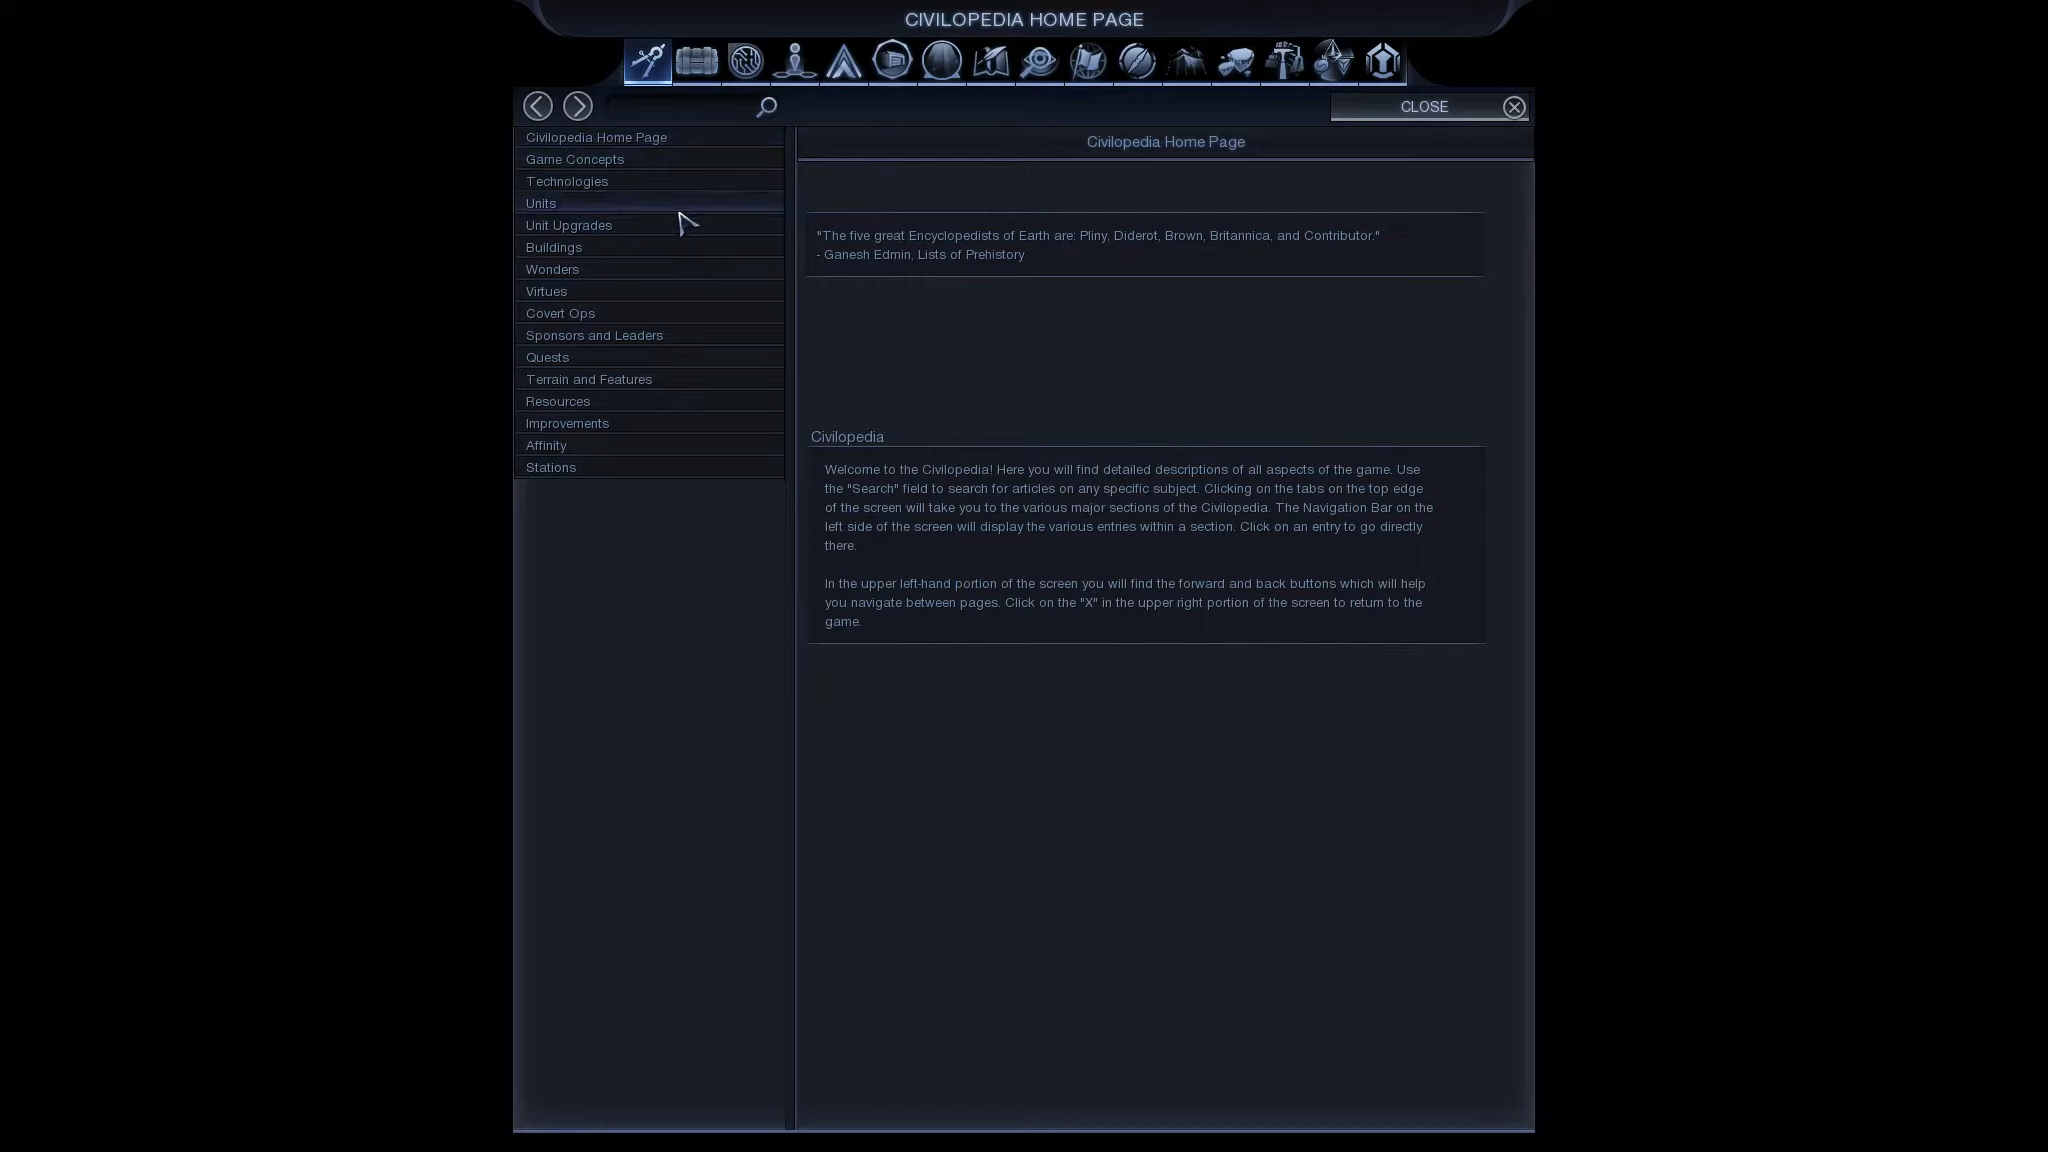 CIVILOPEDIA HOME PAGE
CLOSE
Civilopedia Home Page
Game Concepts
Technologies
Units
Unit Upgrades
Buildings
Wonders
Virtues
Covert Ops
Sponsors and Leaders
Quests
Terrain and Features
Resources
Improvements
Affinity
Stations
Civilopedia Home Page
"The five great Encyclopedists of Earth are: Pliny, Diderot, Brown, Britannica, and Contributor."
- Ganesh Edmin, Lists of Prehistory
Civilopedia
Welcome to the Civilopedia! Here you will find detailed descriptions of all aspects of the game. Use
the "Search" field to search for articles on any specific subject. Clicking on the tabs on the top edge
of the screen will take you to the various major sections of the Civilopedia. The Navigation Bar on the
left side of the screen will display the various entries within a section. Click on an entry to go directly
there.
In the upper left-hand portion of the screen you will find the forward and back buttons which will help
you navigate between pages. Click on the "X" in the upper right portion of the screen to return to the
game.